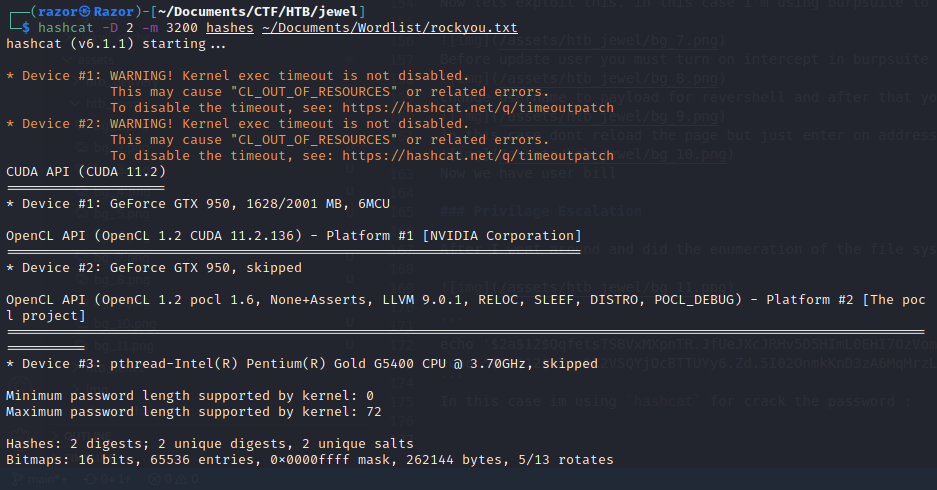 ┌──(razor㉿Razor)-[~/Documents/CTF/HTB/jewel]
└─$ hashcat -D 2 -m 3200 hashes ~/Documents/Wordlist/rockyou.txt
hashcat (v6.1.1) starting...
* Device #1: WARNING! Kernel exec timeout is not disabled.
This may cause "CL_OUT_OF_RESOURCES" or related errors.
To disable the timeout, see: https://hashcat.net/q/timeoutpatch
* Device #2: WARNING! Kernel exec timeout is not disabled.
This may cause "CL_OUT_OF_RESOURCES" or related errors.
To disable the timeout, see: https://hashcat.net/q/timeoutpatch
CUDA API (CUDA 11.2)
====================
* Device #1: GeForce GTX 950, 1628/2001 MB, 6MCU
OpenCL API (OpenCL 1.2 CUDA 11.2.136) - Platform #1 [NVIDIA Corporation]
========================================================================
* Device #2: GeForce GTX 950, skipped
OpenCL API (OpenCL 1.2 pocl 1.6, None+Asserts, LLVM 9.0.1, RELOC, SLEEF, DISTRO, POCL_DEBUG) - Platform #2 [The poc
l project]
===================================================================================================================
==========
* Device #3: pthread-Intel(R) Pentium(R) Gold G5400 CPU @ 3.70GHz, skipped
Minimum password length supported by kernel: 0
Maximum password length supported by kernel: 72
Hashes: 2 digests; 2 unique digests, 2 unique salts
Bitmaps: 16 bits, 65536 entries, 0x0000ffff mask, 262144 bytes, 5/13 rotates